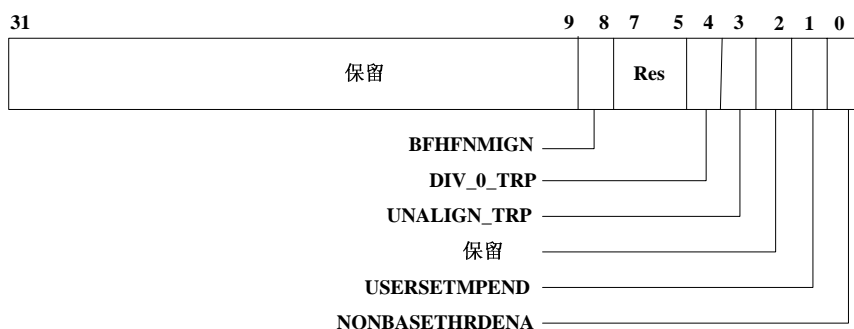 31 9 8 7 5 4 3 2 1 0
保留 Res
BFHFNMIGN
DIV_0_TRP
UNALIGN_TRP
保留
USERSETMPEND
NONBASETHRDENA